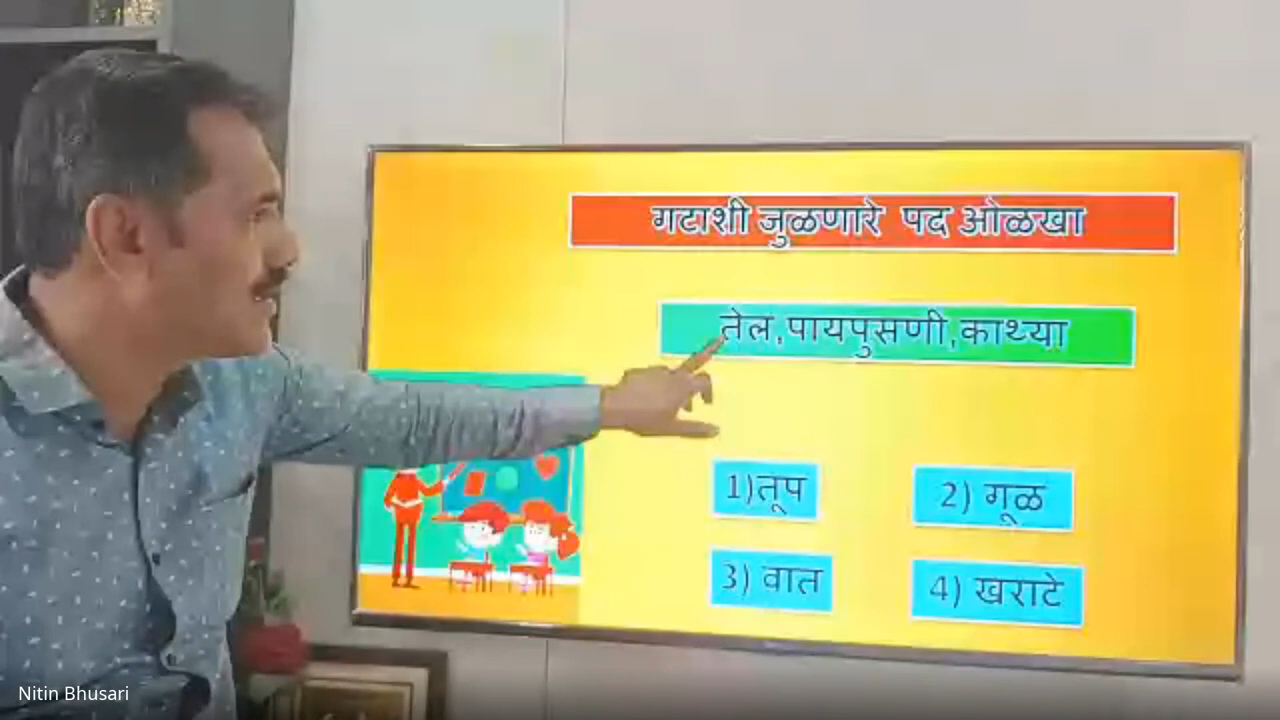 गटाशी जुळणारे पद ओळखा
तेल,पायपुसणी,काथ्या
1)तूप
2) गूळ
3) वात
4) खराटे
Nitin Bhusari